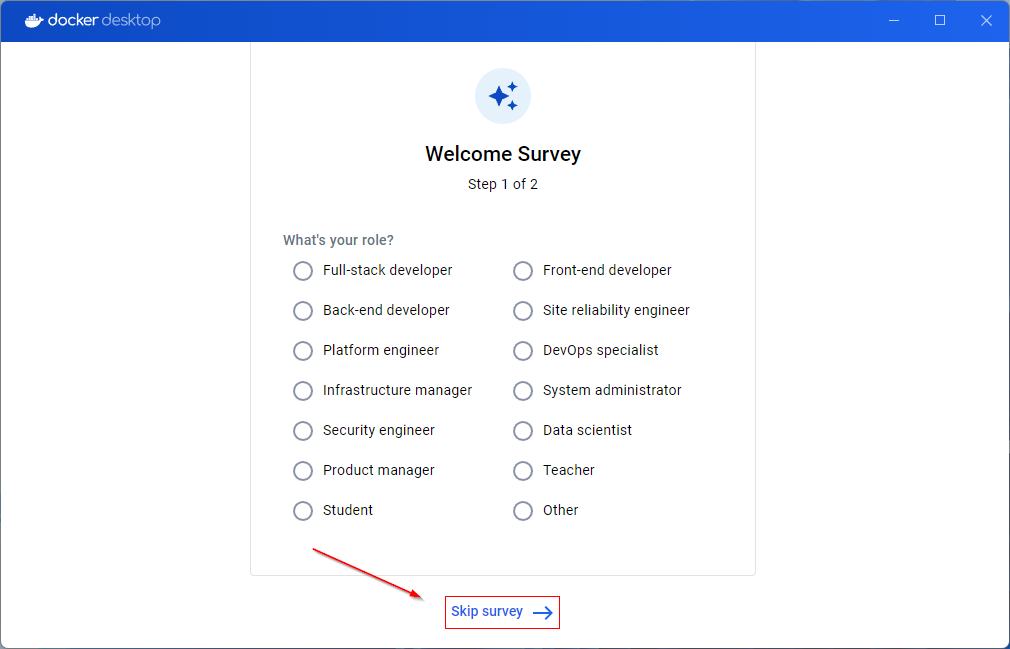 docker desktop
Welcome Survey
Step 1 of 2
What's your role?
Full-stack developer
Front-end developer
Back-end developer
Site reliability engineer
Platform engineer
DevOps specialist
Infrastructure manager
System administrator
Security engineer
Data scientist
Product manager
Teacher
Student
Other
Skip survey